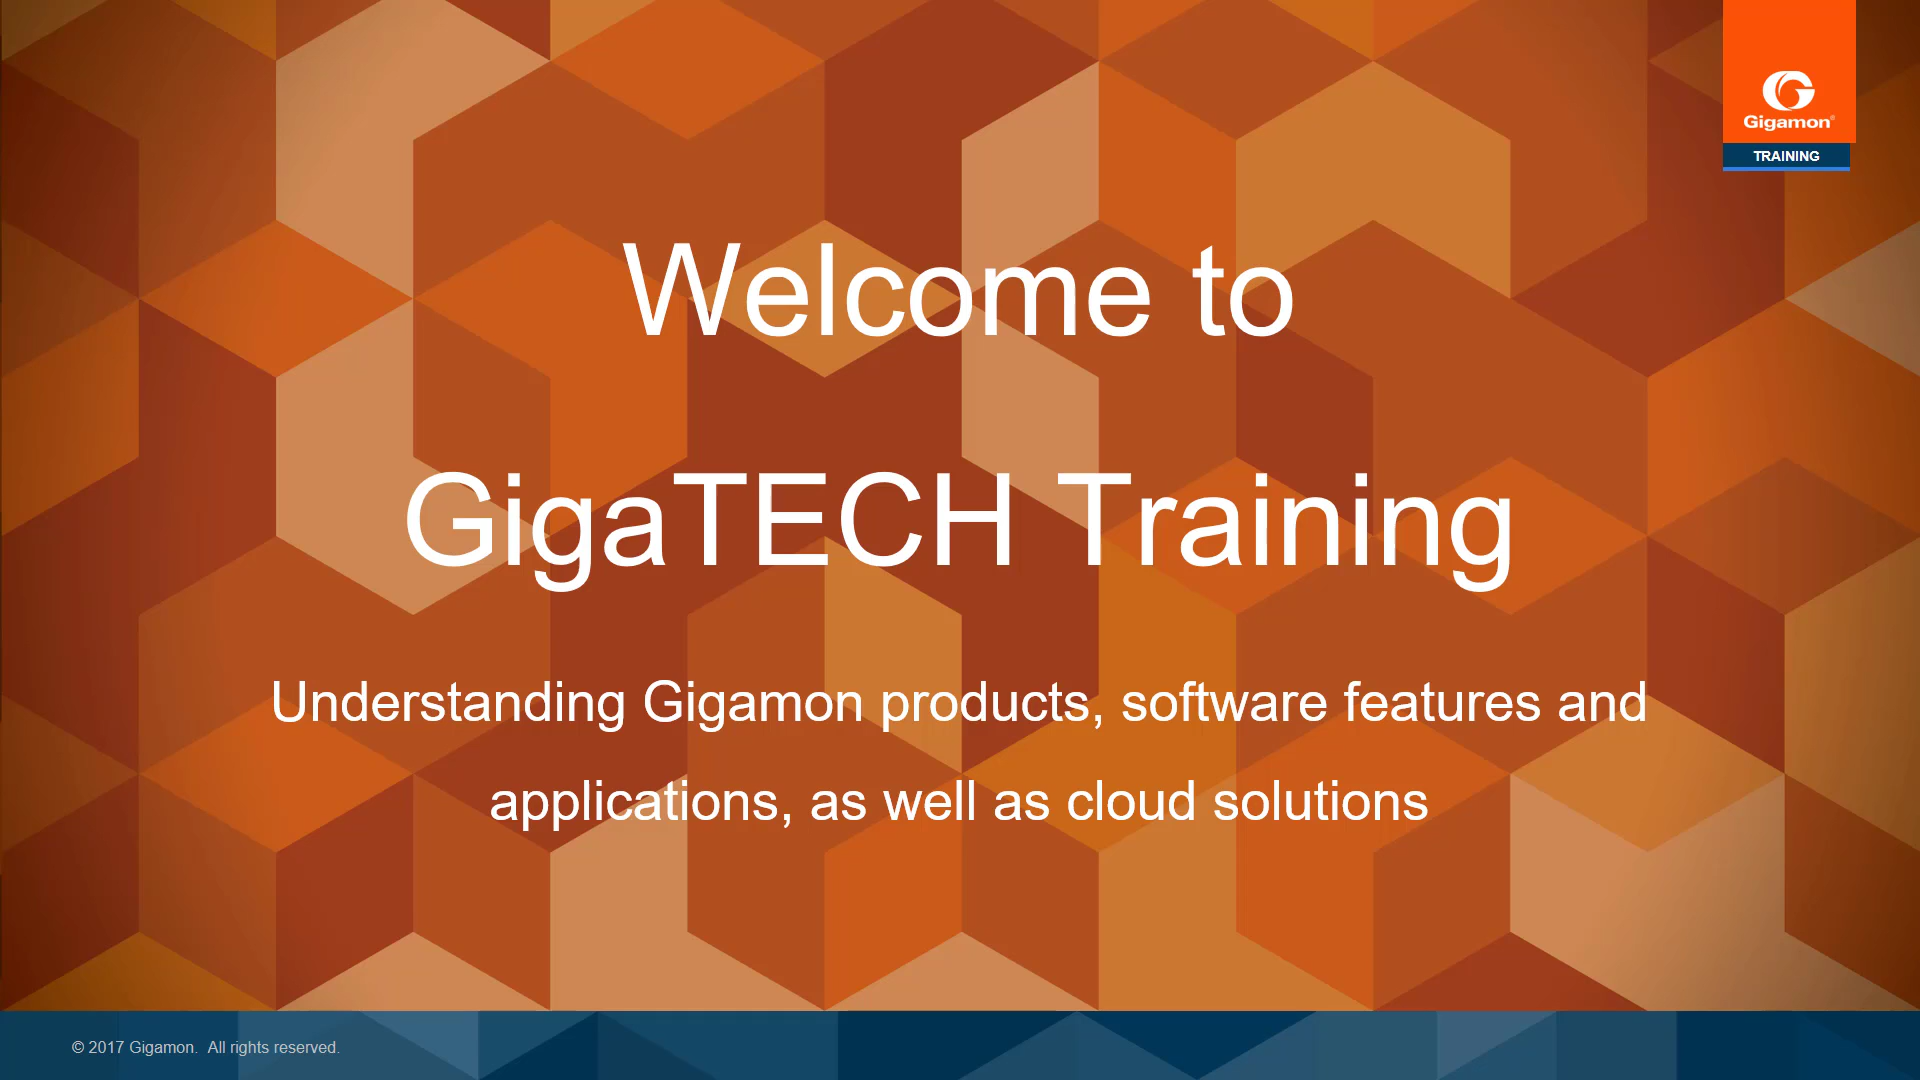 Gigamon®
TRAINING
Welcome to
GigaTECH Training
Understanding Gigamon products, software features and
applications, as well as cloud solutions
© 2017 Gigamon.  All rights reserved.